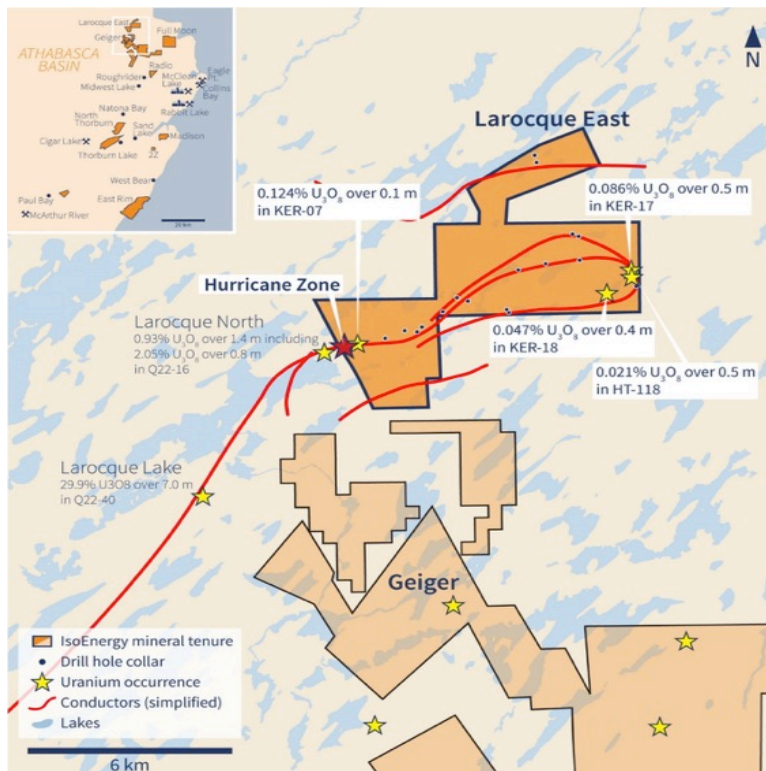 Larocque East
Geiger
Full Moon
ATHABASCA
BASIN
Radio
Roughrider
Midwest Lake
McClean
Lake
Eagle
Collins
Bay
Rabbit Lake
Natona Bay
North
Thorburn
Sand
Lake
Madison
Cigar Lake
Thorburn Lake
2Z
West Bear
Paul Bay
East Rim
McArthur River
25 km
N
Larocque East
0.124% U₃O₈ over 0.1 m
in KER-07
0.086% U₃O₈ over 0.5 m
in KER-17
Hurricane Zone
Larocque North
0.93% U₃O₈ over 1.4 m including
2.05% U₃O₈ over 0.8 m
in Q22-16
0.047% U₃O₈ over 0.4 m
in KER-18
0.021% U₃O₈ over 0.5 m
in HT-118
Larocque Lake
29.9% U3O8 over 7.0 m
in Q22-40
Geiger
IsoEnergy mineral tenure
Drill hole collar
Uranium occurrence
Conductors (simplified)
Lakes
6 km